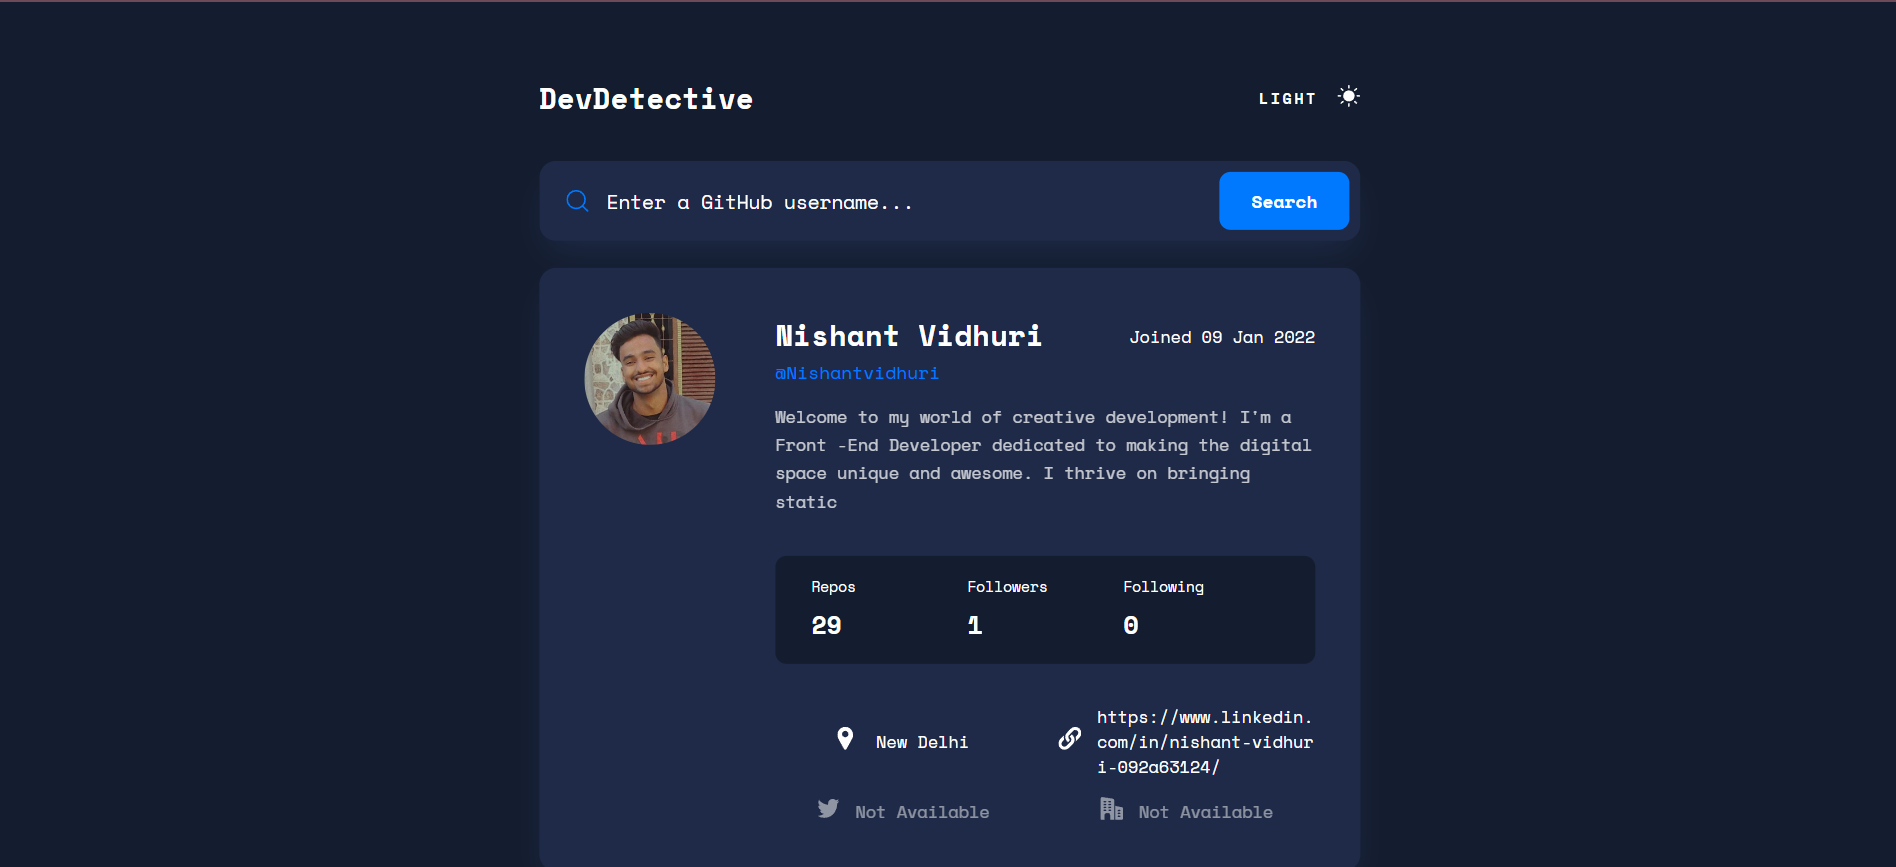 DevDetective
LIGHT
Enter a GitHub username...
Search
Nishant Vidhuri
Joined 09 Jan 2022
@Nishantvidhuri
Welcome to my world of creative development! I'm a
Front -End Developer dedicated to making the digital
space unique and awesome. I thrive on bringing
static
Repos
Followers
Following
29
1
0
New Delhi
https://www.linkedin.
com/in/nishant-vidhur
i-092a63124/
Not Available
Not Available